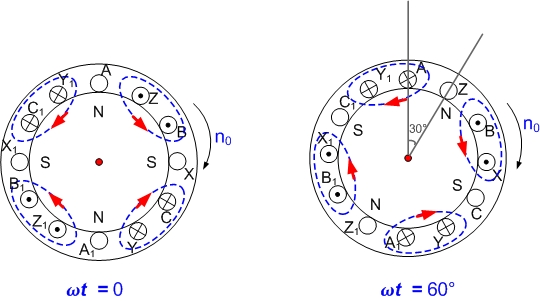 A
Y₁
Z
C₁
N
B
n₀
X₁
S
S
X
B₁
C
N
Z₁
Y
A₁
ωt = 0
A
Y₁
Z
C₁
N
B
S
n₀
30°
X₁
X
B₁
S
N
C
Z₁
A₁
Y
ωt = 60°